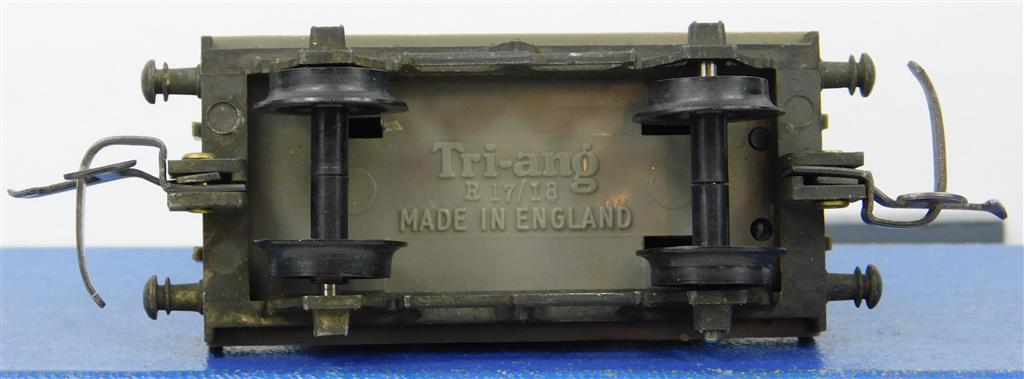 Tri-ang
R 17/18
MADE IN ENGLAND